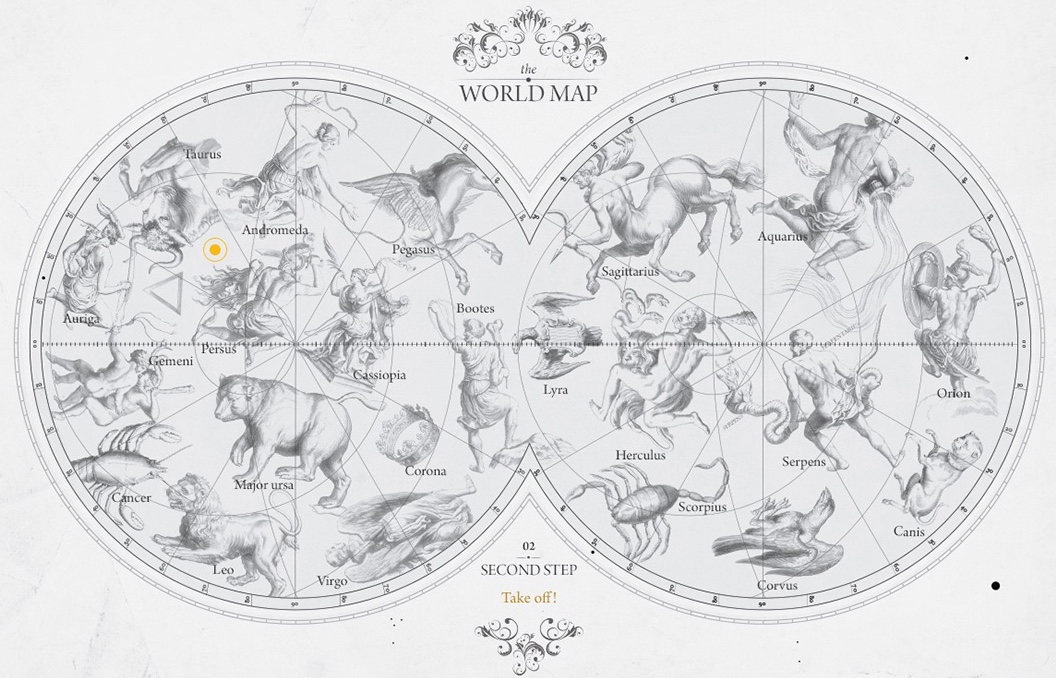 the
WORLD MAP
Taurus
Andromeda
Pegasus
Auriga
Persus
Gemeni
Cassiopia
Bootes
Cancer
Major ursa
Corona
Leo
Virgo
Sagittarius
Aquarius
Lyra
Orion
Herculus
Serpens
Scorpius
Canis
Corvus
02
SECOND STEP
Take off!